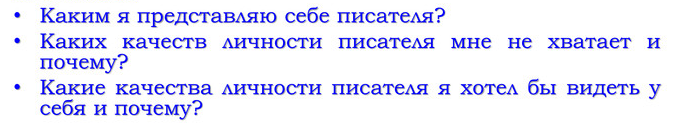 • Каким я представляю себе писателя?
• Каких качеств личности писателя мне не хватает и
почему?
• Какие качества личности писателя я хотел бы видеть у
себя и почему?